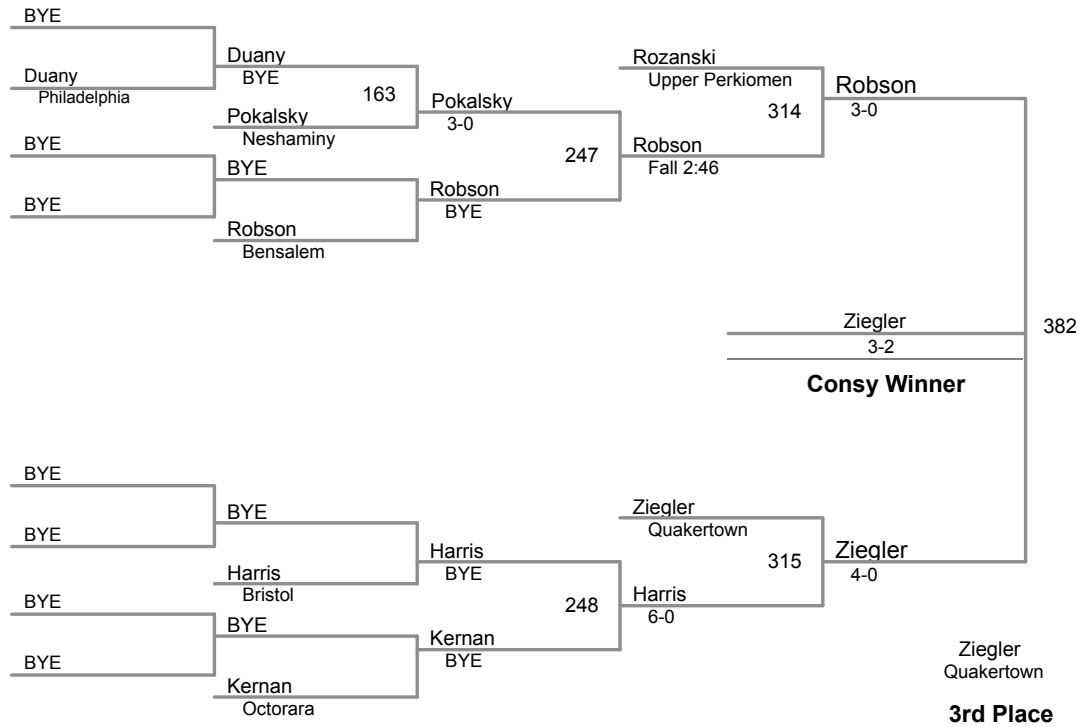 BYE
Duany
Philadelphia
BYE
BYE
Duany
BYE
163
Pokalsky
Neshaminy
BYE
Robson
Bensalem
Pokalsky
3-0
247
Robson
BYE
Rozanski
Upper Perkiomen
314
Robson
Fall 2:46
Robson
3-0
Ziegler
3-2
Consy Winner
382
BYE
BYE
BYE
BYE
BYE
Harris
Bristol
BYE
Kernan
Octorara
Harris
BYE
248
Kernan
BYE
Ziegler
Quakertown
315
Harris
6-0
Ziegler
4-0
Ziegler
Quakertown
3rd Place